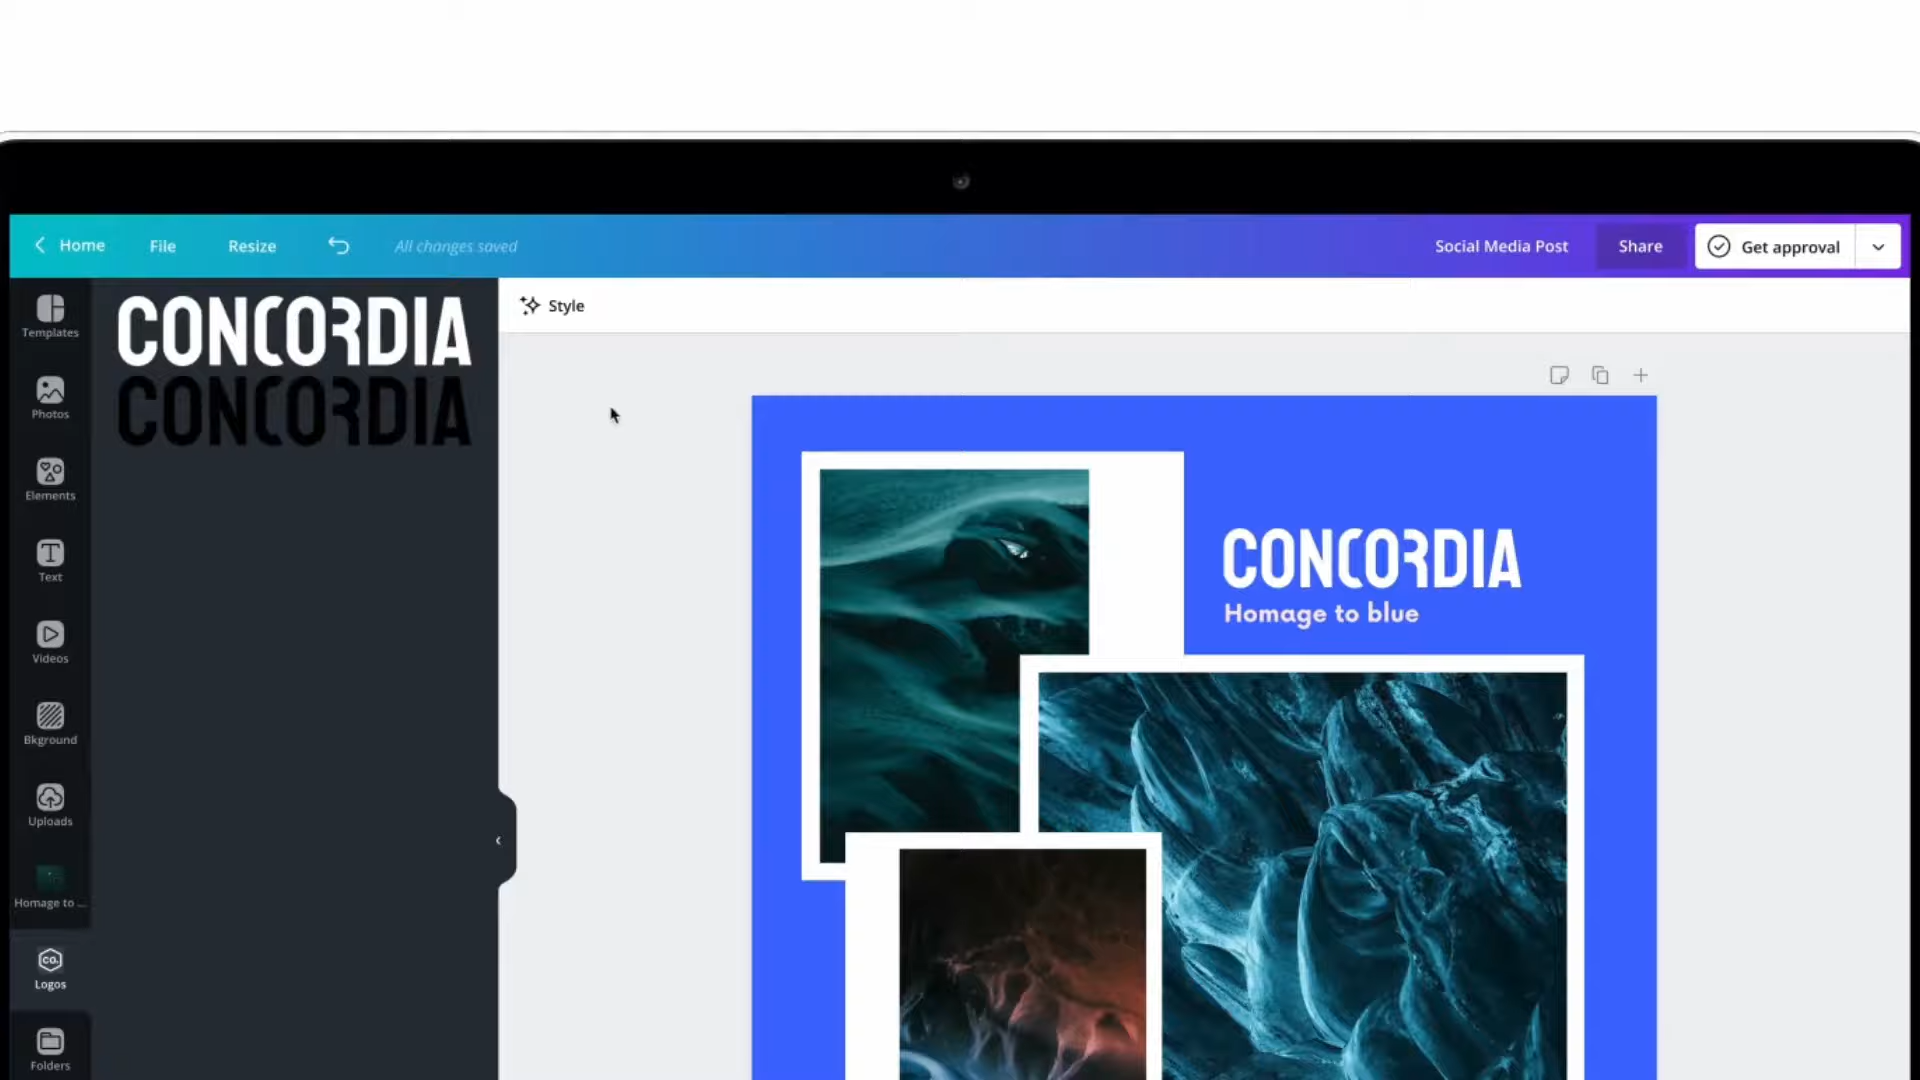 Home File Resize All changes saved Social Media Post Share Get approval
Style
Templates
Photos
Elements
Text
Videos
Bkground
Uploads
Homage to ...
CO.
Logos
Folders
CONCORDIA
CONCORDIA
CONCORDIA
Homage to blue